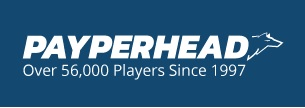 PAYPERHEAD
Over 56,000 Players Since 1997